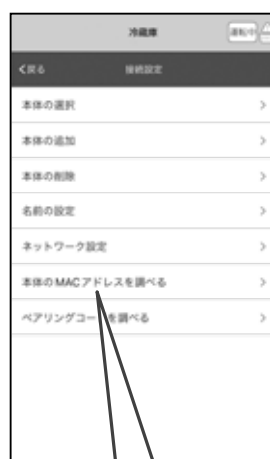 冷蔵庫
運転中
<戻る
接続設定
本体の選択
本体の追加
本体の削除
名前の設定
ネットワーク設定
本体のMACアドレスを調べる
ペアリングコードを調べる